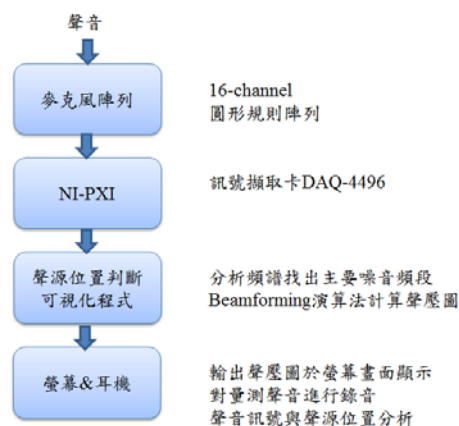 聲音
麥克風陣列
16-channel
圓形規則陣列
NI-PXI
訊號擷取卡DAQ-4496
聲源位置判斷
可視化程式
分析頻譜找出主要噪音頻段
Beamforming演算法計算聲壓圖
螢幕&耳機
輸出聲壓圖於螢幕畫面顯示
對量測聲音進行錄音
聲音訊號與聲源位置分析